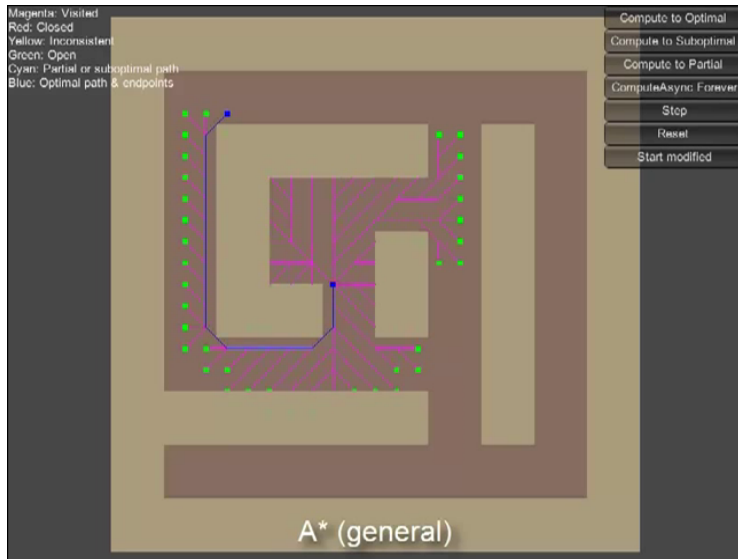 Magenta: Visited
Red: Closed
Yellow: Inconsistent
Green: Open
Cyan: Partial or suboptimal path
Blue: Optimal path & endpoints
Compute to Optimal
Compute to Suboptimal
Compute to Partial
ComputeAsync Forever
Step
Reset
Start modified
A* (general)